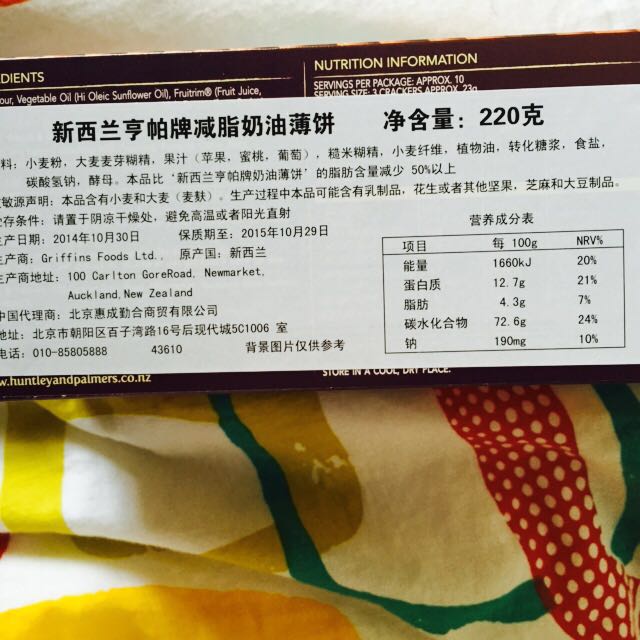 EDIENTS
our, Vegetable Oil (Hi Oleic Sunflower Oil), Fruitrim® (Fruit Juice,
NUTRITION INFORMATION
SERVINGS PER PACKAGE: APPROX. 10
SERVING SIZE: 3 CRACKERS APPROX. 23g
新西兰亨帕牌减脂奶油薄饼 净含量：220克
料：小麦粉，大麦麦芽糊精，果汁（苹果，蜜桃，葡萄），糙米糊精，小麦纤维，植物油，转化糖浆，食盐，
碳酸氢钠，酵母。本品比‘新西兰亨帕牌奶油薄饼’的脂肪含量减少 50%以上
敏源声明：本品含有小麦和大麦（麦麸）。生产过程中本品可能含有乳制品，花生或者其他坚果，芝麻和大豆制品。
存条件：请置于阴凉干燥处，避免高温或者阳光直射
生产日期：2014年10月30日 保质期至：2015年10月29日
生产商：Griffins Foods Ltd., 原产国：新西兰
生产商地址：100 Carlton GoreRoad, Newmarket,
Auckland,New Zealand
中国代理商：北京惠成勤合商贸有限公司
地址：北京市朝阳区百子湾路16号后现代城5C1006 室
电话：010-85805888 43610 背景图片仅供参考
营养成分表
项目 每 100g NRV%
能量 1660kJ 20%
蛋白质 12.7g 21%
脂肪 4.3g 7%
碳水化合物 72.6g 24%
钠 190mg 10%
w.huntleyandpalmers.co.nz
STORE IN A COOL, DRY PLACE.